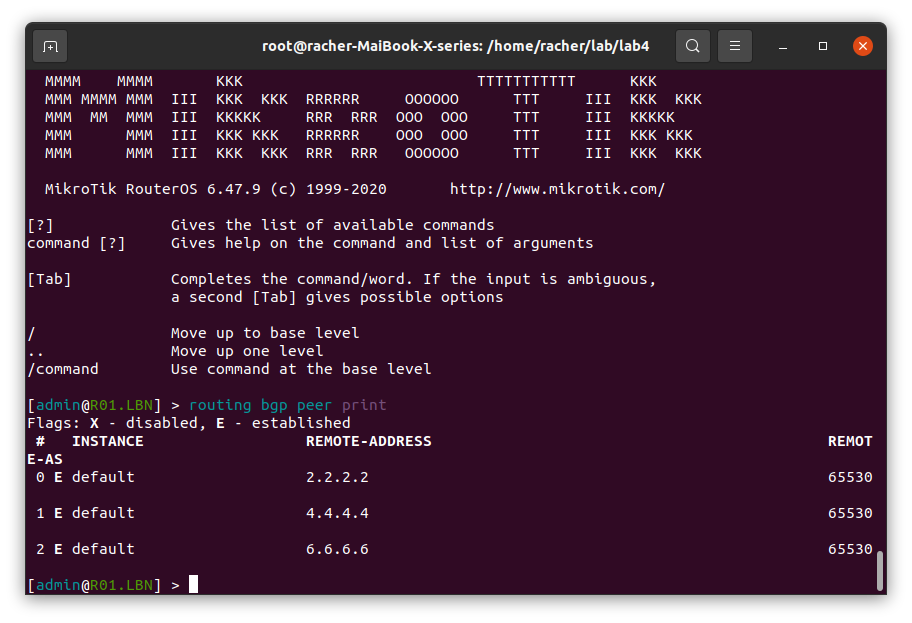 root@racher-MaiBook-X-series: /home/racher/lab/lab4
  MMMM    MMMM       KKK                          TTTTTTTTTTT      KKK
  MMM MMMM MMM  III  KKK  KKK  RRRRRR     OOOOOO      TTT     III  KKK  KKK
  MMM  MM  MMM  III  KKKKK     RRR  RRR  OOO  OOO     TTT     III  KKKKK
  MMM      MMM  III  KKK KKK   RRRRRR    OOO  OOO     TTT     III  KKK KKK
  MMM      MMM  III  KKK  KKK  RRR  RRR   OOOOOO      TTT     III  KKK  KKK
  MikroTik RouterOS 6.47.9 (c) 1999-2020       http://www.mikrotik.com/
[?]             Gives the list of available commands
command [?]     Gives help on the command and list of arguments
[Tab]           Completes the command/word. If the input is ambiguous,
                a second [Tab] gives possible options
/               Move up to base level
..              Move up one level
/command        Use command at the base level
[admin@R01.LBN] > routing bgp peer print
Flags: X - disabled, E - established
 #   INSTANCE                  REMOTE-ADDRESS                                            REMOT
E-AS
 0 E default                   2.2.2.2                                                   65530
 1 E default                   4.4.4.4                                                   65530
 2 E default                   6.6.6.6                                                   65530
[admin@R01.LBN] >